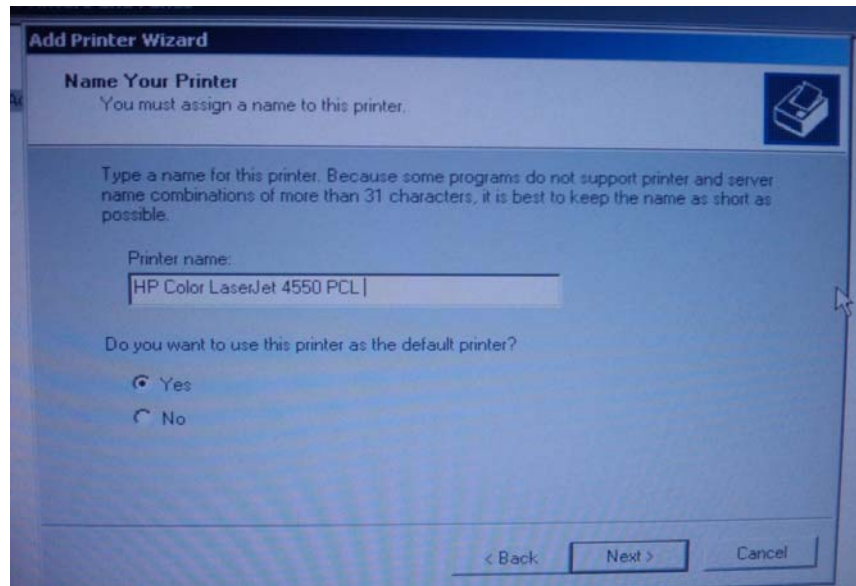 Add Printer Wizard
Name Your Printer
You must assign a name to this printer.
Type a name for this printer. Because some programs do not support printer and server
name combinations of more than 31 characters, it is best to keep the name as short as
possible.
Printer name:
HP Color LaserJet 4550 PCL
Do you want to use this printer as the default printer?
Yes
No
< Back
Next >
Cancel